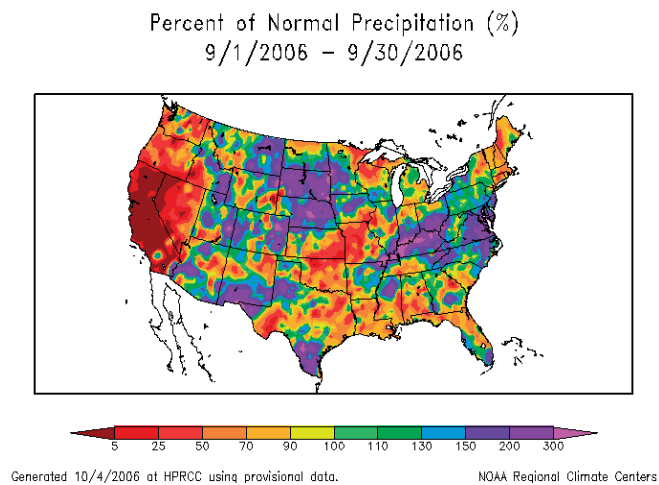 Percent of Normal Precipitation (%)
9/1/2006 – 9/30/2006
5 25 50 70 90 100 110 130 150 200 300
Generated 10/4/2006 at HPRCC using provisional data. NOAA Regional Climate Centers